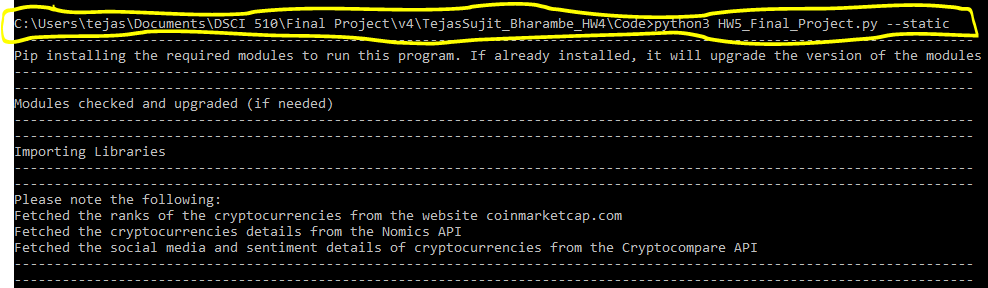 C:\Users\tejas\Documents\DSCI 510\Final Project\v4\TejasSujit_Bharambe_HW4\Code>python3 HW5_Final_Project.py --static
------------------------------------------------------------------------------------------------------------------------
Pip installing the required modules to run this program. If already installed, it will upgrade the version of the modules
------------------------------------------------------------------------------------------------------------------------
------------------------------------------------------------------------------------------------------------------------
Modules checked and upgraded (if needed)
------------------------------------------------------------------------------------------------------------------------
------------------------------------------------------------------------------------------------------------------------
Importing Libraries
------------------------------------------------------------------------------------------------------------------------
------------------------------------------------------------------------------------------------------------------------
Please note the following:
Fetched the ranks of the cryptocurrencies from the website coinmarketcap.com
Fetched the cryptocurrencies details from the Nomics API
Fetched the social media and sentiment details of cryptocurrencies from the Cryptocompare API
------------------------------------------------------------------------------------------------------------------------
------------------------------------------------------------------------------------------------------------------------